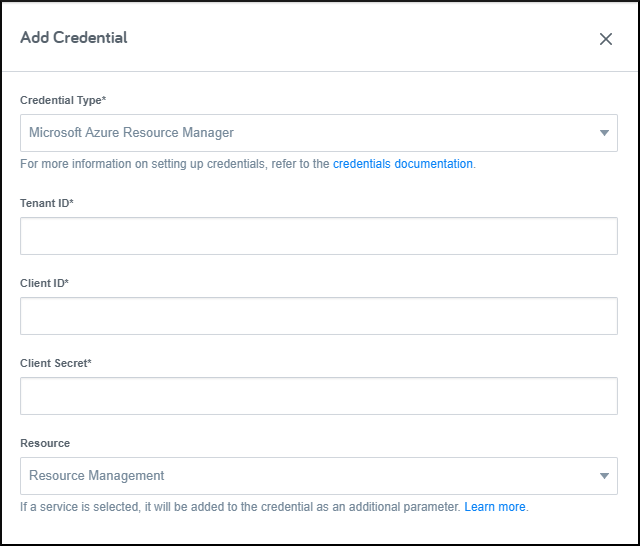 Add Credential
Credential Type*
Microsoft Azure Resource Manager
For more information on setting up credentials, refer to the credentials documentation.
Tenant ID*
Client ID*
Client Secret*
Resource
Resource Management
If a service is selected, it will be added to the credential as an additional parameter. Learn more.